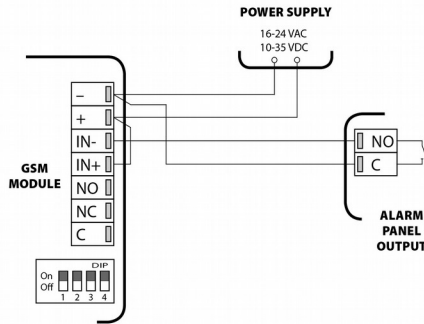 POWER SUPPLY
16-24 VAC
10-35 VDC
–
+
IN-
IN+
NO
NC
C
GSM
MODULE
NO
C
ALARM
PANEL
OUTPUT
DIP
On
Off
1 2 3 4